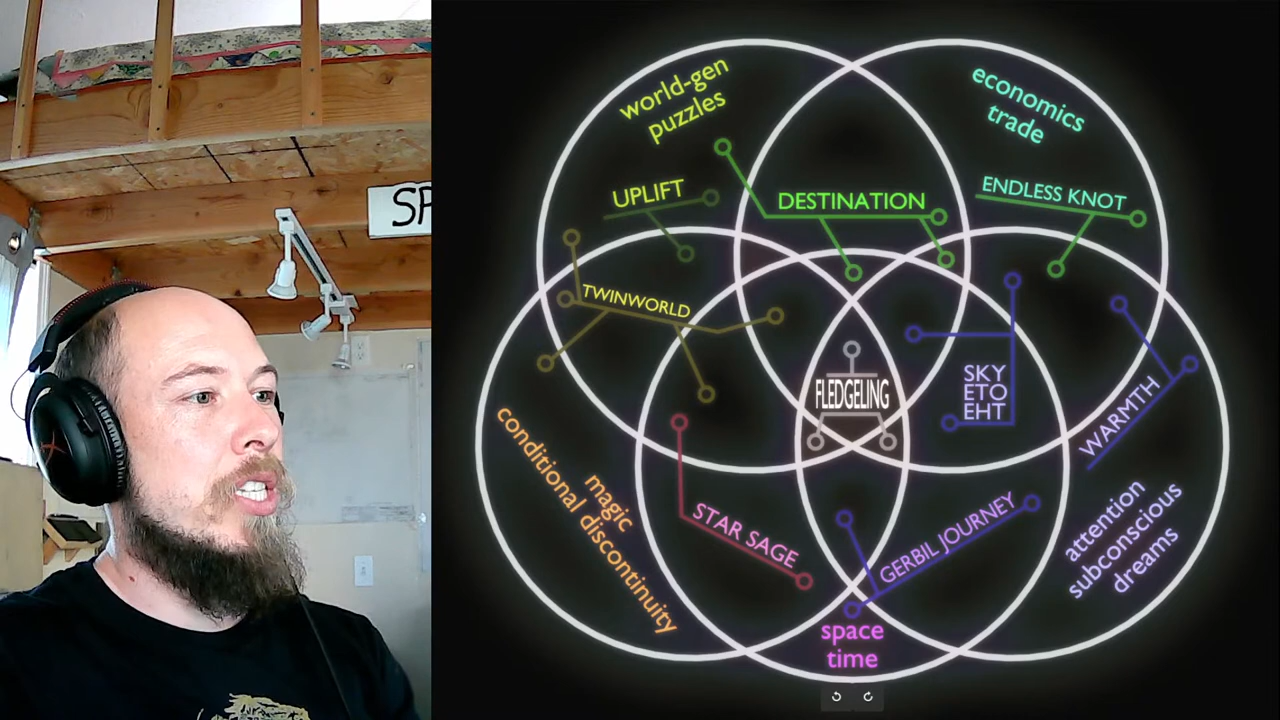 SP
world-gen
puzzles
economics
trade
UPLIFT
DESTINATION
ENDLESS KNOT
TWINWORLD
FLEDGELING
SKY
ETO
EHT
WARMTH
conditional discontinuity
magic
STAR SAGE
GERBIL JOURNEY
attention
subconscious
dreams
space
time